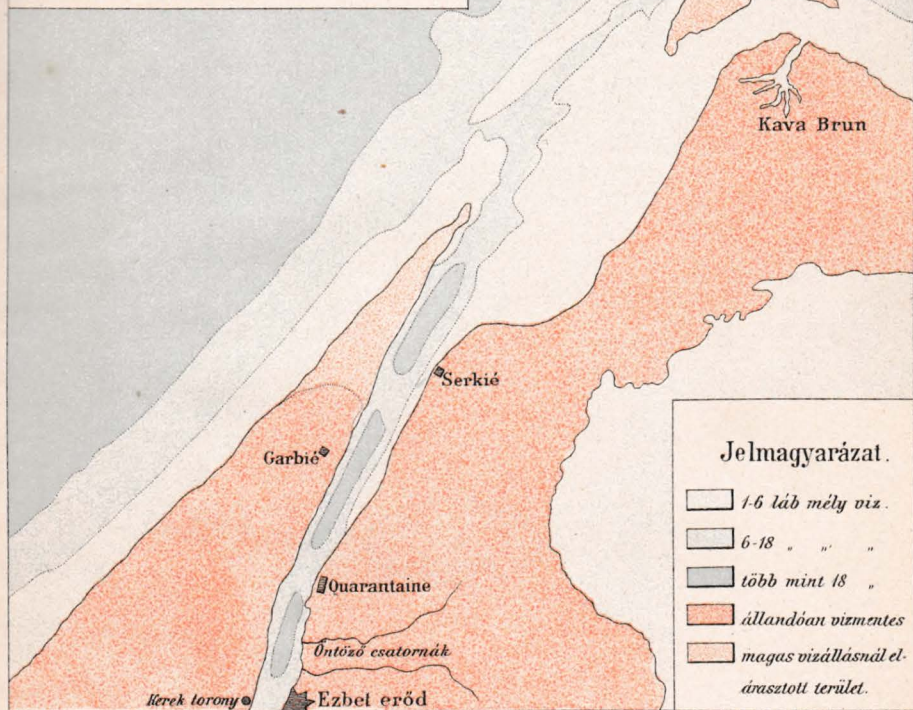 Kava Brun
Serkié
Garbié
Quarantaine
Öntöző csatornák
Kerek torony
Ezbet erőd
Jelmagyarázat.
1-6 láb mély viz.
6-18 " " "
több mint 18 "
állandóan vizmentes
magas vizállásnál el-
árasztott terület.